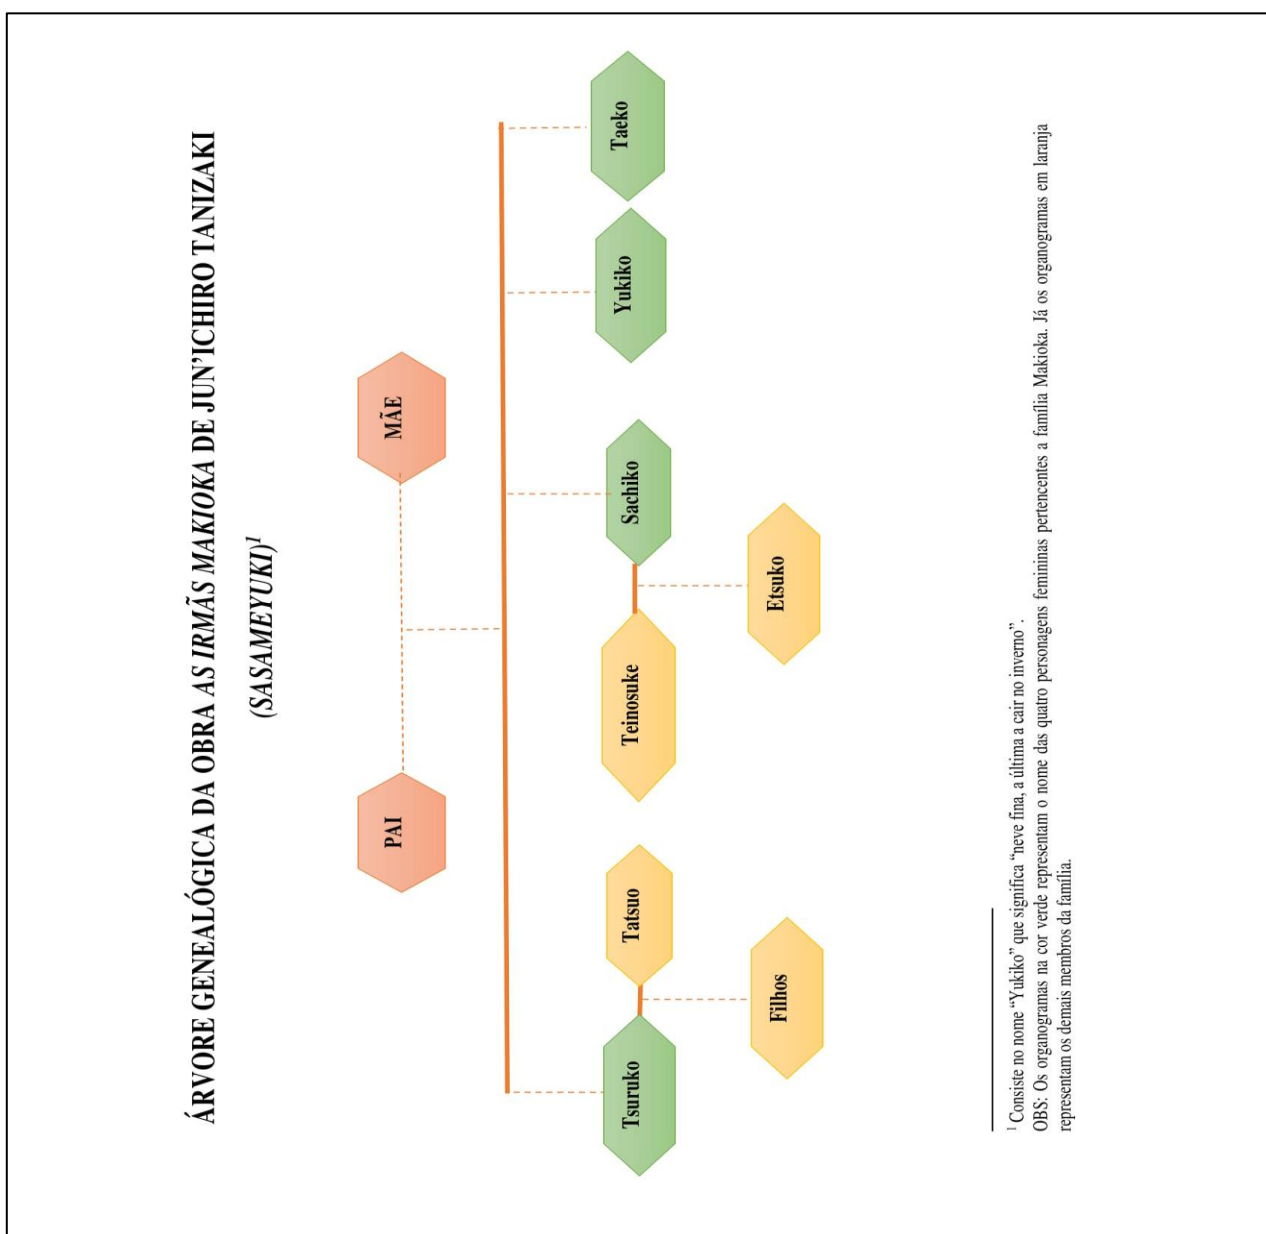 ÁRVORE GENEALÓGICA DA OBRA AS IRMÃS MAKIOKA DE JUN’ICHIRO TANIZAKI
(SASAMEYUKI)¹
PAI
MÃE
Tsuruko
Tatsuo
Teinosuke
Sachiko
Yukiko
Taeko
Filhos
Etsuko
¹ Consiste no nome “Yukiko” que significa “neve fina, a última a cair no inverno”.
OBS: Os organogramas na cor verde representam o nome das quatro personagens femininas pertencentes a família Makioka. Já os organogramas em laranja
representam os demais membros da família.